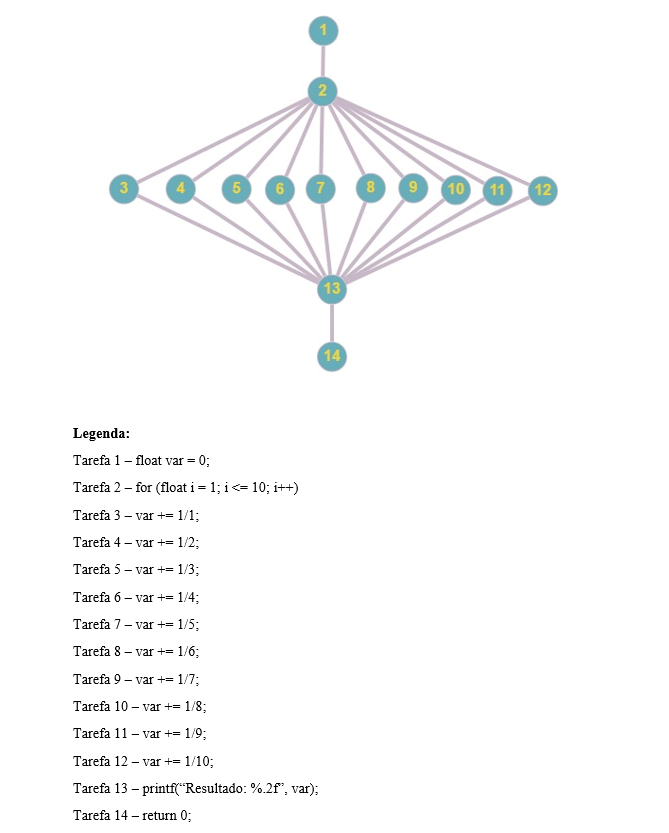 1
2
3 4 5 6 7 8 9 10 11 12
13
14
Legenda:
Tarefa 1 – float var = 0;
Tarefa 2 – for (float i = 1; i <= 10; i++)
Tarefa 3 – var += 1/1;
Tarefa 4 – var += 1/2;
Tarefa 5 – var += 1/3;
Tarefa 6 – var += 1/4;
Tarefa 7 – var += 1/5;
Tarefa 8 – var += 1/6;
Tarefa 9 – var += 1/7;
Tarefa 10 – var += 1/8;
Tarefa 11 – var += 1/9;
Tarefa 12 – var += 1/10;
Tarefa 13 – printf(“Resultado: %.2f”, var);
Tarefa 14 – return 0;